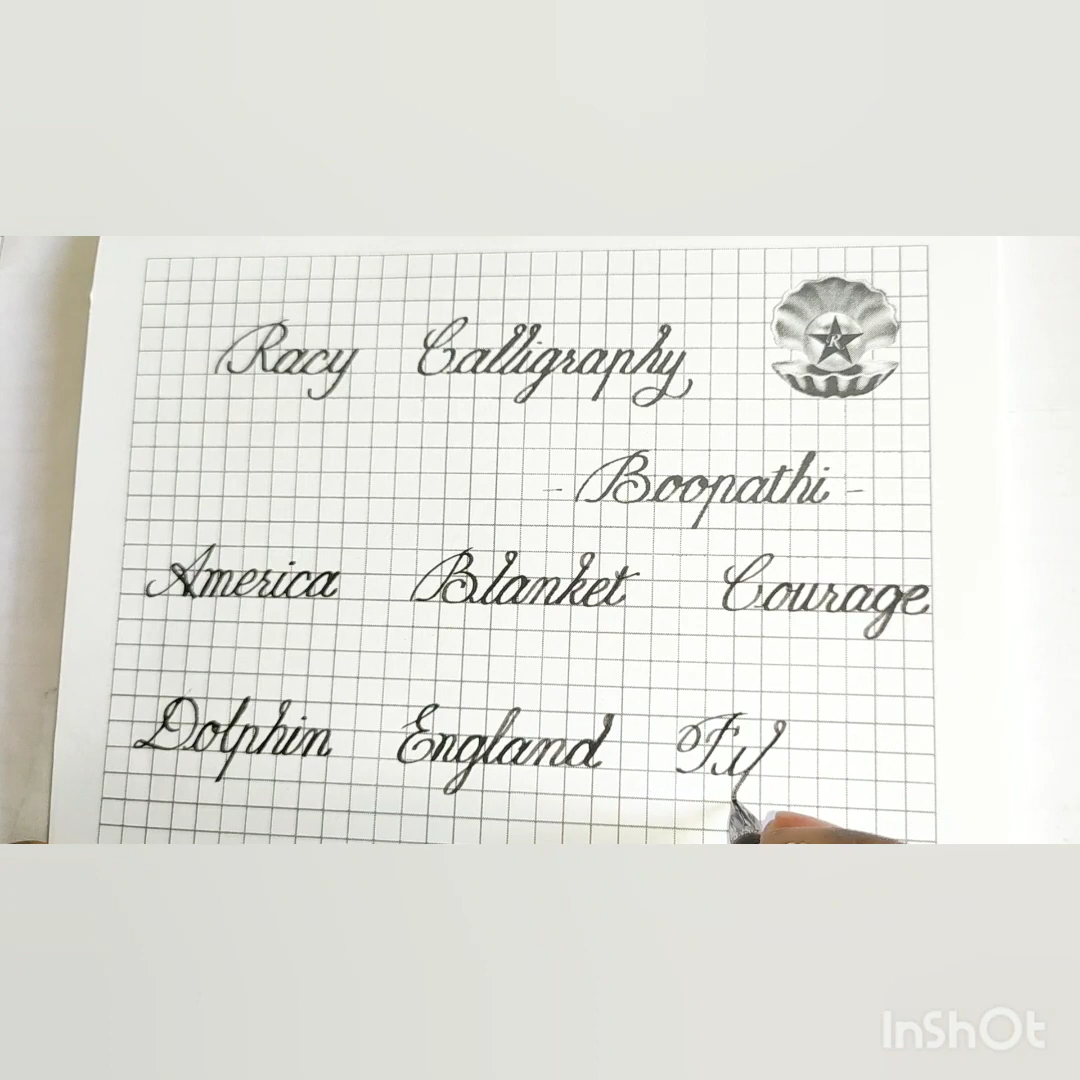 Racy Calligraphy
R
- Boopathi -
America Blanket Courage
Dolphin England
InShOt